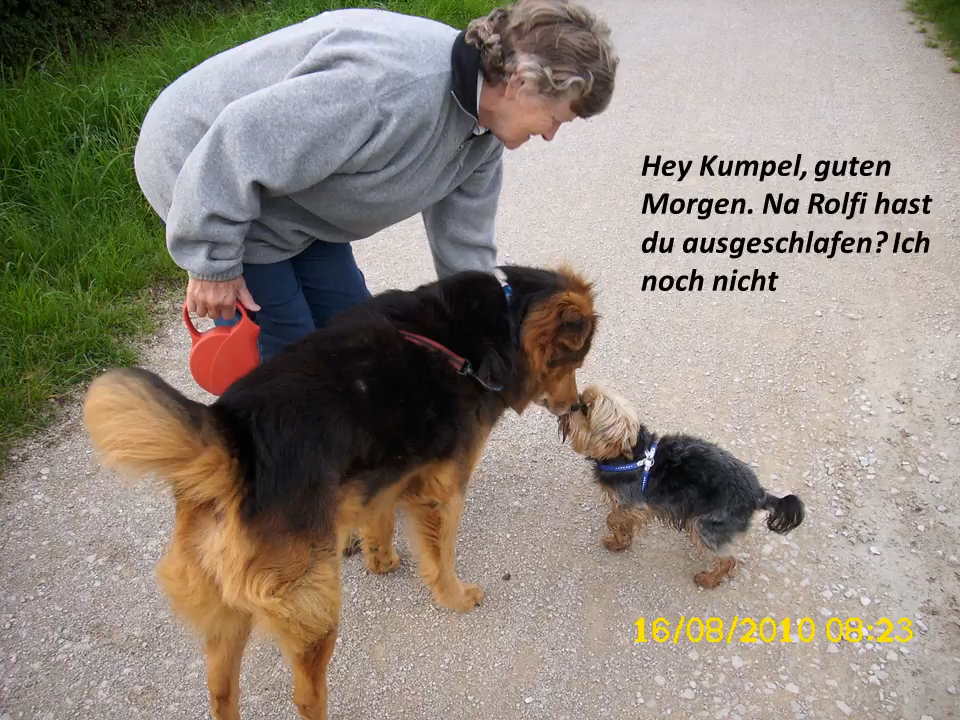 Hey Kumpel, guten
Morgen. Na Rolfi hast
du ausgeschlafen? Ich
noch nicht
16/08/2010 08:23